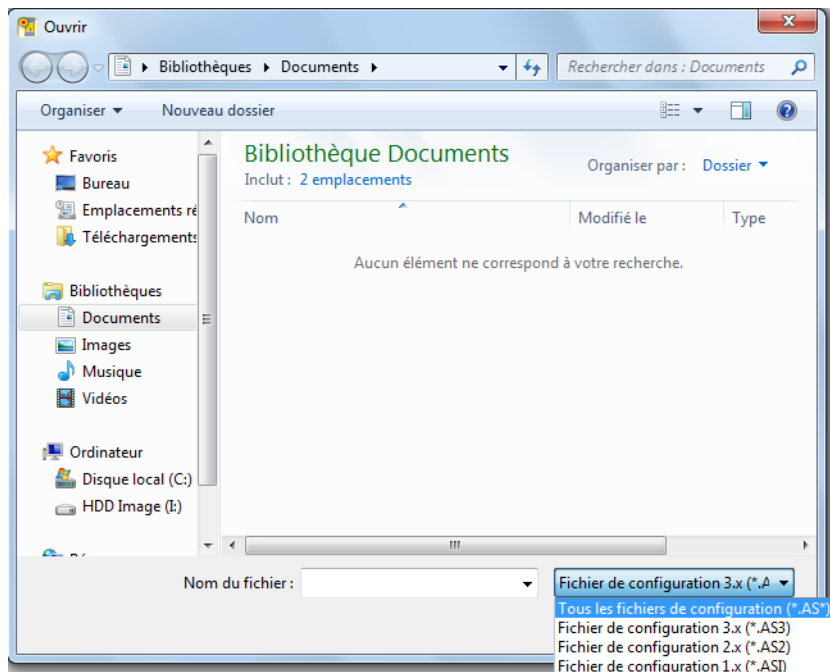 Ouvrir
Bibliothèques Documents
Rechercher dans : Documents
Organiser Nouveau dossier
Favoris
Bureau
Emplacements ré
Téléchargements
Bibliothèques
Documents
Images
Musique
Vidéos
Ordinateur
Disque local (C:)
HDD Image (I:)
Bibliothèque Documents
Inclut : 2 emplacements
Organiser par : Dossier
Nom Modifié le Type
Aucun élément ne correspond à votre recherche.
Nom du fichier :
Fichier de configuration 3.x (*.A
Tous les fichiers de configuration (*.AS*)
Fichier de configuration 3.x (*.AS3)
Fichier de configuration 2.x (*.AS2)
Fichier de configuration 1.x (*.ASI)